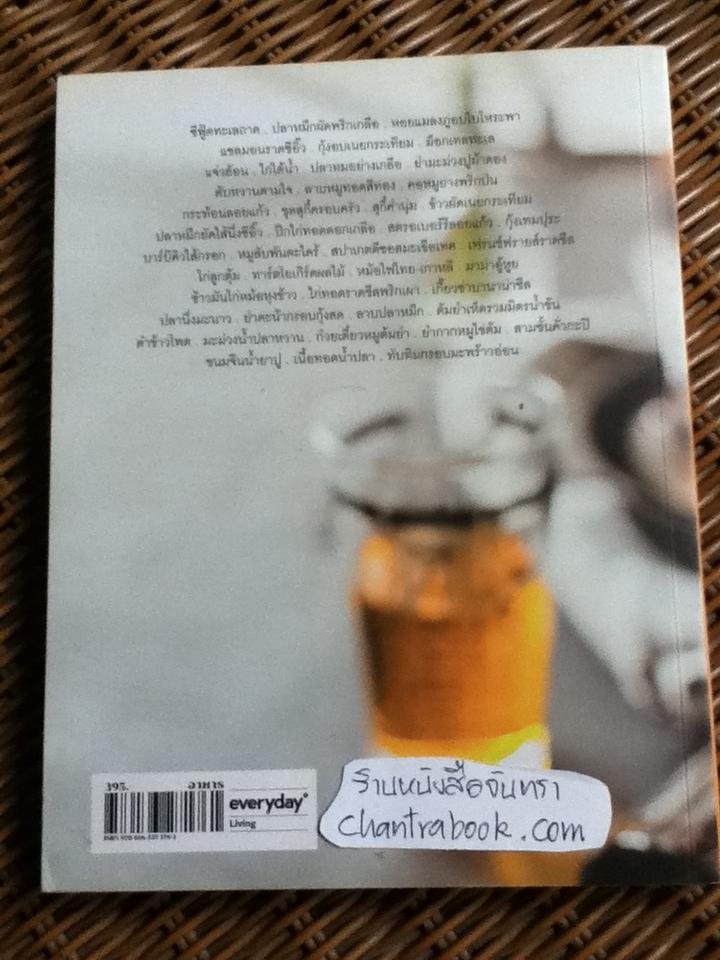 ซีฟู้ดทะเลถาด . ปลาหมึกผัดพริกเกลือ . หอยแมลงภู่อบใบโหระพา
แซลมอนราดซีอิ๊ว . กุ้งอบเนยกระเทียม . ม็อกเทลทะเล
แจ่วฮ้อน . ไก่ใต้น้ำ . ปลาทมอย่างเกลือ . ยำมะม่วงปูม้าดอง
ตับหวานตามใจ . ลาบหมูทอดสีทอง . คอหมูย่างพริกป่น
กระท้อนลอยแก้ว . ชุดสุกี้ครอบครัว . สุกี้ค่านุ่ม . ข้าวผัดเนยกระเทียม
ปลาหมึกยัดไส้นึ่งซีอิ๊ว . ปีกไก่ทอดคลอกเกลือ . สตรอเบอร์รีลอยแก้ว . กุ้งเทมปุระ
บาร์บีคิวไส้กรอก . หมูสับพันตะไคร้ . สปาเกตตีซอสมะเขือเทศ . เฟรนช์ฟรายส์ราดชีส
ไก่ลูกตุ้ม . ทาร์ตโยเกิร์ตผลไม้ . หม้อไฟไทย-เกาหลี . มาม่าอู้หูย
ข้าวมันไก่หม้อหุงข้าว . ไก่ทอดราดชีสพริกเผา . เกี๊ยวซ่าบานาน่าชีส
ปลานึ่งมะนาว . ยำคะน้ากรอบกุ้งสด . ลาบปลาหมึก . ต้มยำเห็ดรวมมิตรน้ำข้น
ตำข้าวโพด . มะม่วงน้ำปลาหวาน . ก๋วยเตี๋ยวหมูต้มยำ . ยำกากหมูไข่ต้ม . สามชั้นคั่วกะปิ
ขนมจีนน้ำยาปู . เนื้อทอดน้ำปลา . ทับทิมกรอบมะพร้าวอ่อน
395. อาหาร
everyday
Living
ร้านหนังสือจันทรา
chantrabook.com